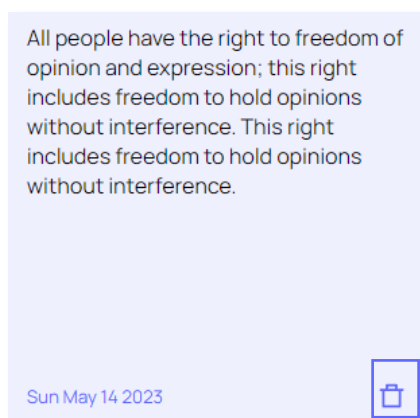 All people have the right to freedom of
opinion and expression; this right
includes freedom to hold opinions
without interference. This right
includes freedom to hold opinions
without interference.
Sun May 14 2023